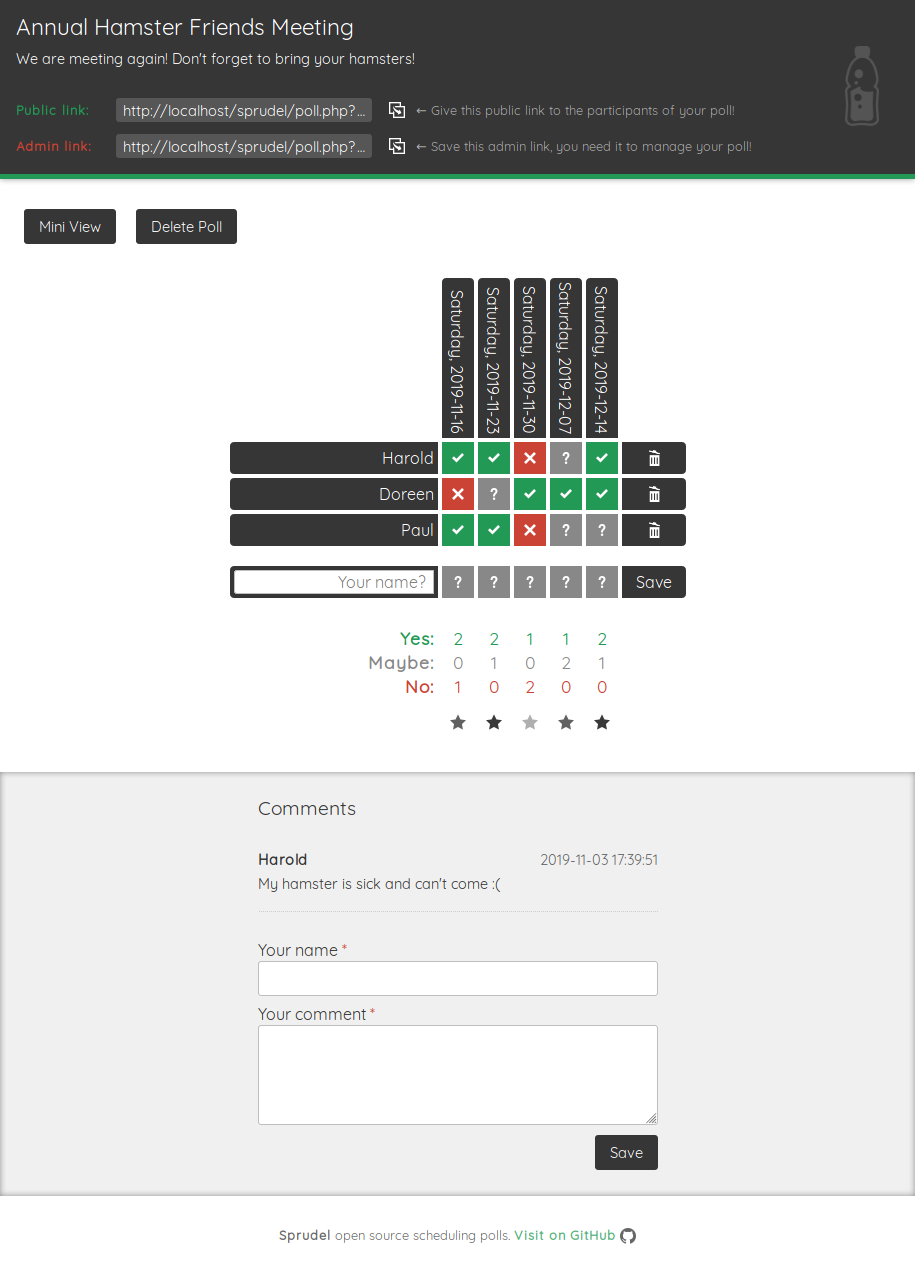 Annual Hamster Friends Meeting
We are meeting again! Don't forget to bring your hamsters!
Public link: http://localhost/sprudel/poll.php?... ← Give this public link to the participants of your poll!
Admin link: http://localhost/sprudel/poll.php?... ← Save this admin link, you need it to manage your poll!
Mini View Delete Poll
Saturday, 2019-11-16
Saturday, 2019-11-23
Saturday, 2019-11-30
Saturday, 2019-12-07
Saturday, 2019-12-14
Harold ✓ ✓ ✕ ? ✓
Doreen ✕ ? ✓ ✓ ✓
Paul ✓ ✓ ✕ ? ?
Your name? ? ? ? ? ? Save
Yes: 2 2 1 1 2
Maybe: 0 1 0 2 1
No: 1 0 2 0 0
Comments
Harold 2019-11-03 17:39:51
My hamster is sick and can't come :(
Your name *
Your comment *
Save
Sprudel open source scheduling polls. Visit on GitHub